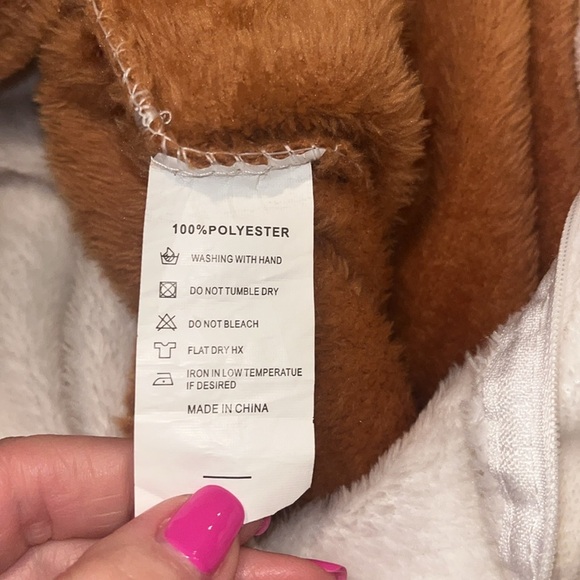 100%POLYESTER
WASHING WITH HAND
DO NOT TUMBLE DRY
DO NOT BLEACH
FLAT DRY HX
IRON IN LOW TEMPERATUE
IF DESIRED
MADE IN CHINA